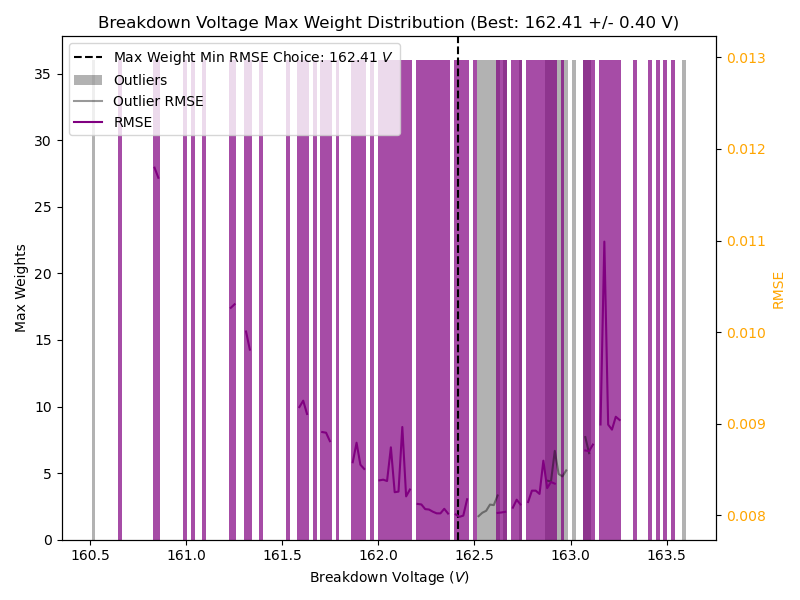 Breakdown Voltage Max Weight Distribution (Best: 162.41 +/- 0.40 V)
Max Weight Min RMSE Choice: 162.41 V
Outliers
Outlier RMSE
RMSE
Max Weights
35
30
25
20
15
10
5
0
0.013
0.012
0.011
0.010
0.009
0.008
RMSE
160.5 161.0 161.5 162.0 162.5 163.0 163.5
Breakdown Voltage (V)